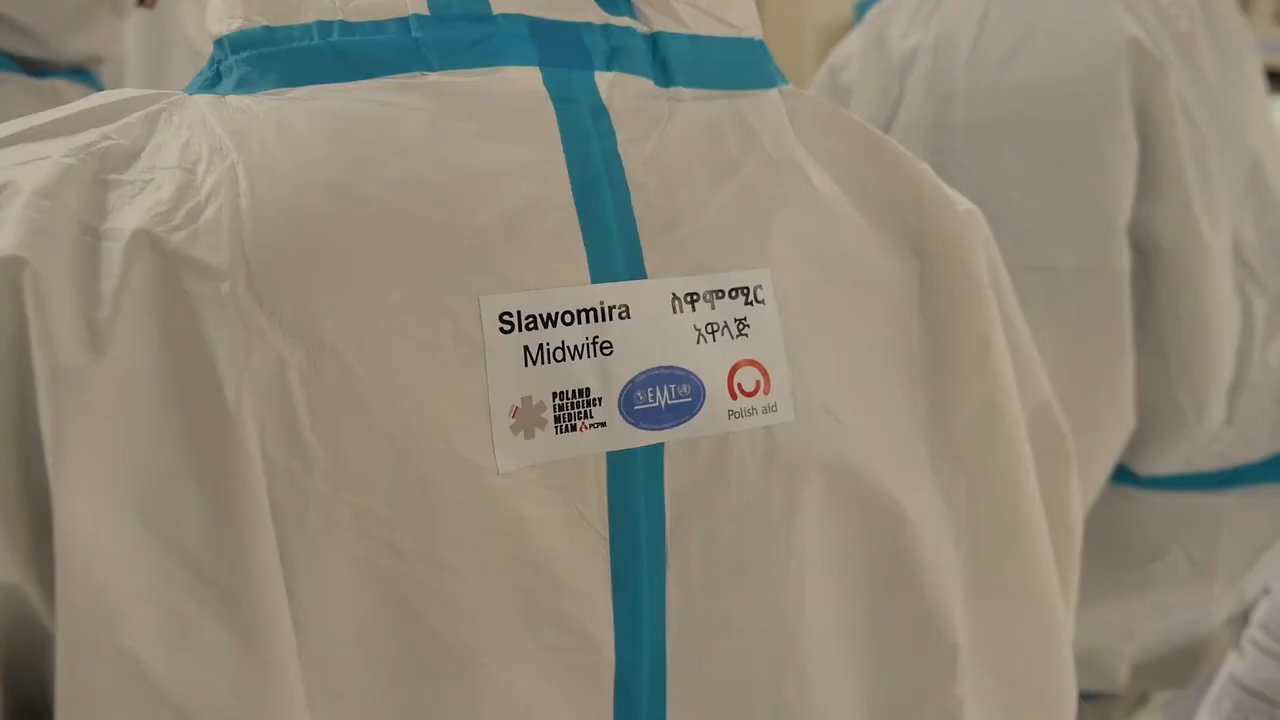 Slawomira
Midwife
ስዋሞሚር
አዋላጅ
POLAND
EMERGENCY
MEDICAL
TEAM PCPM
EMT
Polish aid